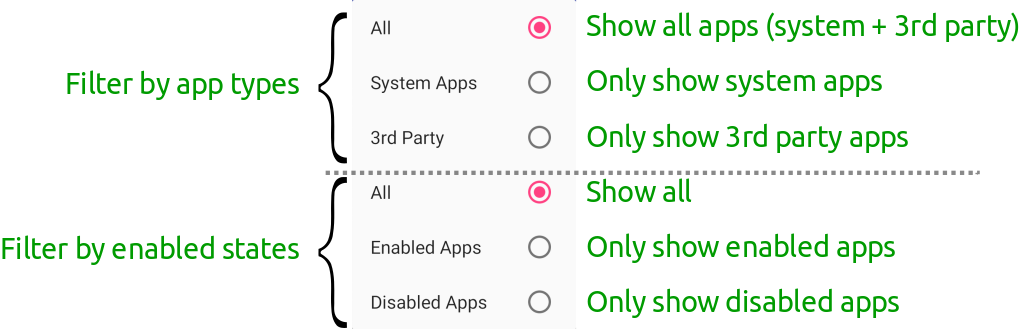 All
Show all apps (system + 3rd party)
Filter by app types
System Apps
Only show system apps
3rd Party
Only show 3rd party apps
All
Show all
Filter by enabled states
Enabled Apps
Only show enabled apps
Disabled Apps
Only show disabled apps